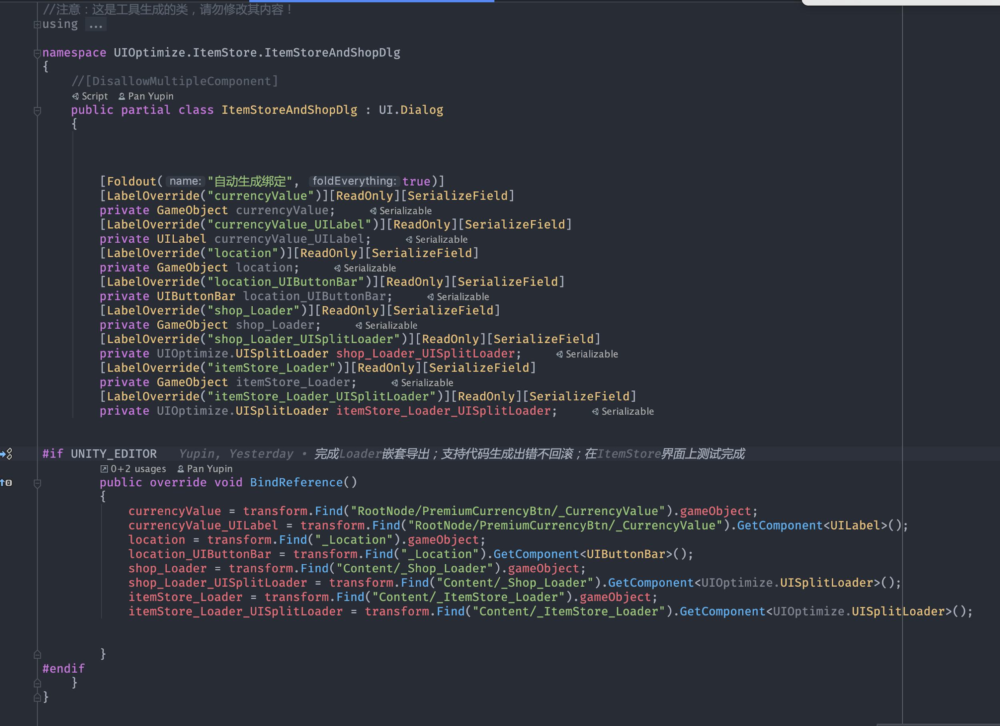 //注意：这是工具生成的类，请勿修改其内容！
using ...
namespace UIOptimize.ItemStore.ItemStoreAndShopDlg
{
//[DisallowMultipleComponent]
Script Pan Yupin
public partial class ItemStoreAndShopDlg : UI.Dialog
{
[Foldout( name: "自动生成绑定", foldEverything: true)]
[LabelOverride("currencyValue")][ReadOnly][SerializeField]
private GameObject currencyValue; Serializable
[LabelOverride("currencyValue_UILabel")][ReadOnly][SerializeField]
private UILabel currencyValue_UILabel; Serializable
[LabelOverride("location")][ReadOnly][SerializeField]
private GameObject location; Serializable
[LabelOverride("location_UIButtonBar")][ReadOnly][SerializeField]
private UIButtonBar location_UIButtonBar; Serializable
[LabelOverride("shop_Loader")][ReadOnly][SerializeField]
private GameObject shop_Loader; Serializable
[LabelOverride("shop_Loader_UISplitLoader")][ReadOnly][SerializeField]
private UIOptimize.UISplitLoader shop_Loader_UISplitLoader; Serializable
[LabelOverride("itemStore_Loader")][ReadOnly][SerializeField]
private GameObject itemStore_Loader; Serializable
[LabelOverride("itemStore_Loader_UISplitLoader")][ReadOnly][SerializeField]
private UIOptimize.UISplitLoader itemStore_Loader_UISplitLoader; Serializable
#if UNITY_EDITOR Yupin, Yesterday • 完成Loader嵌套导出；支持代码生成出错不回滚；在ItemStore界面上测试完成
0+2 usages Pan Yupin
public override void BindReference()
{
currencyValue = transform.Find("RootNode/PremiumCurrencyBtn/_CurrencyValue").gameObject;
currencyValue_UILabel = transform.Find("RootNode/PremiumCurrencyBtn/_CurrencyValue").GetComponent<UILabel>();
location = transform.Find("_Location").gameObject;
location_UIButtonBar = transform.Find("_Location").GetComponent<UIButtonBar>();
shop_Loader = transform.Find("Content/_Shop_Loader").gameObject;
shop_Loader_UISplitLoader = transform.Find("Content/_Shop_Loader").GetComponent<UIOptimize.UISplitLoader>();
itemStore_Loader = transform.Find("Content/_ItemStore_Loader").gameObject;
itemStore_Loader_UISplitLoader = transform.Find("Content/_ItemStore_Loader").GetComponent<UIOptimize.UISplitLoader>();
}
#endif
}
}